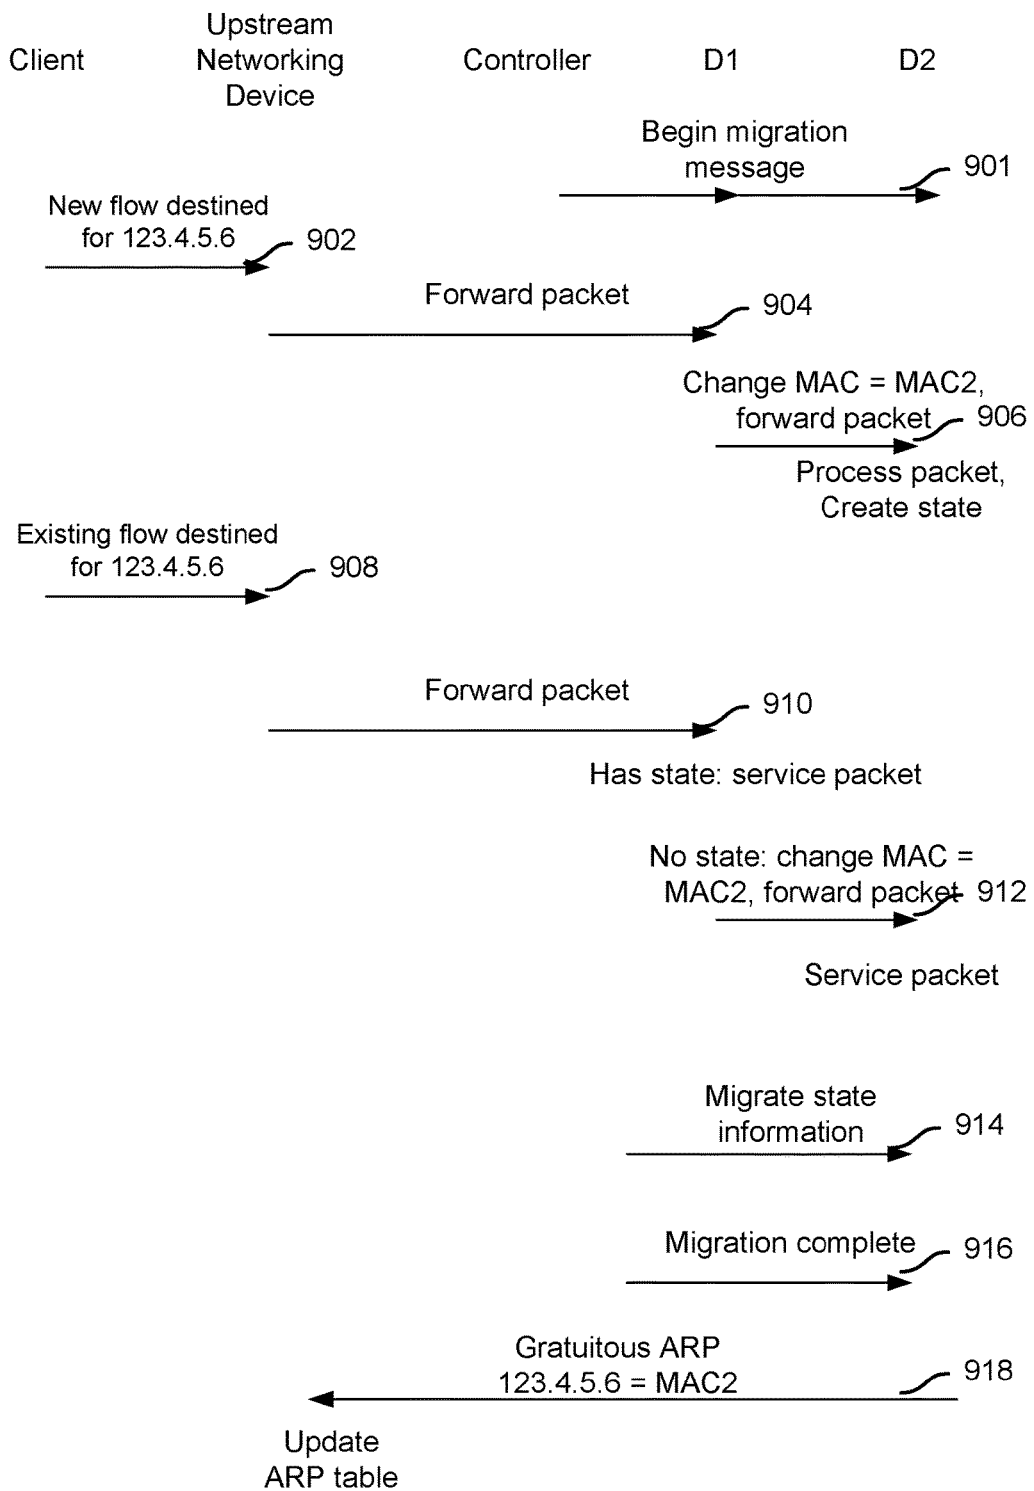 Client
Upstream
Networking
Device
Controller
D1
D2
Begin migration
message
901
New flow destined
for 123.4.5.6
902
Forward packet
904
Change MAC = MAC2,
forward packet
906
Process packet,
Create state
Existing flow destined
for 123.4.5.6
908
Forward packet
910
Has state: service packet
No state: change MAC =
MAC2, forward packet
912
Service packet
Migrate state
information
914
Migration complete
916
Gratuitous ARP
123.4.5.6 = MAC2
918
Update
ARP table